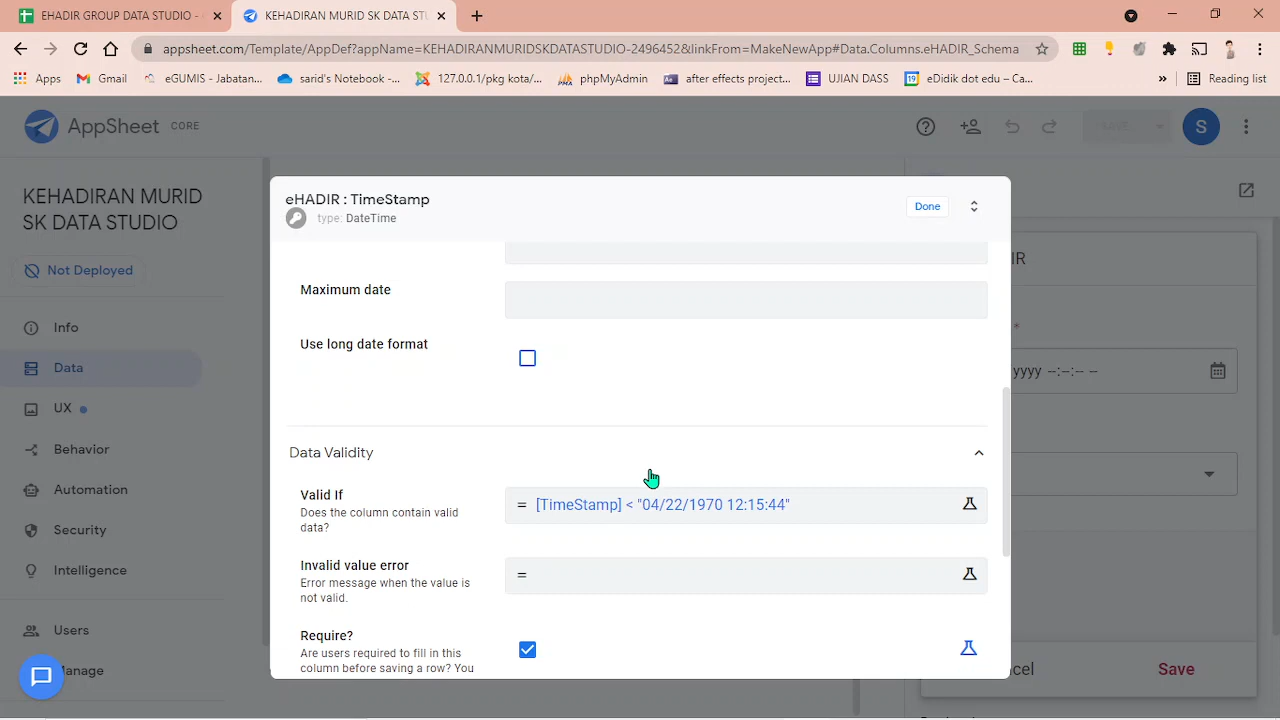 EHADIR GROUP DATA STUDIO -
KEHADIRAN MURID SK DATA STU
appsheet.com/Template/AppDef?appName=KEHADIRANMURIDSKDATASTUDIO-2496452&linkFrom=MakeNewApp#Data.Columns.eHADIR_Schema
Apps
Gmail
eGUMIS - Jabatan...
sarid's Notebook -...
127.0.0.1/pkg kota/...
phpMyAdmin
after effects project...
UJIAN DASS
eDidik dot edu – Ca...
»
Reading list
AppSheet CORE
SAVE
S
KEHADIRAN MURID
SK DATA STUDIO
Not Deployed
Info
Data
UX
Behavior
Automation
Security
Intelligence
Users
Manage
eHADIR : TimeStamp
type: DateTime
Done
Maximum date
Use long date format
Data Validity
Valid If
Does the column contain valid
data?
= [TimeStamp] < "04/22/1970 12:15:44"
Invalid value error
Error message when the value is
not valid.
=
Require?
Are users required to fill in this
column before saving a row? You
IR
*
yyyy --:--:-- --
cel
Save